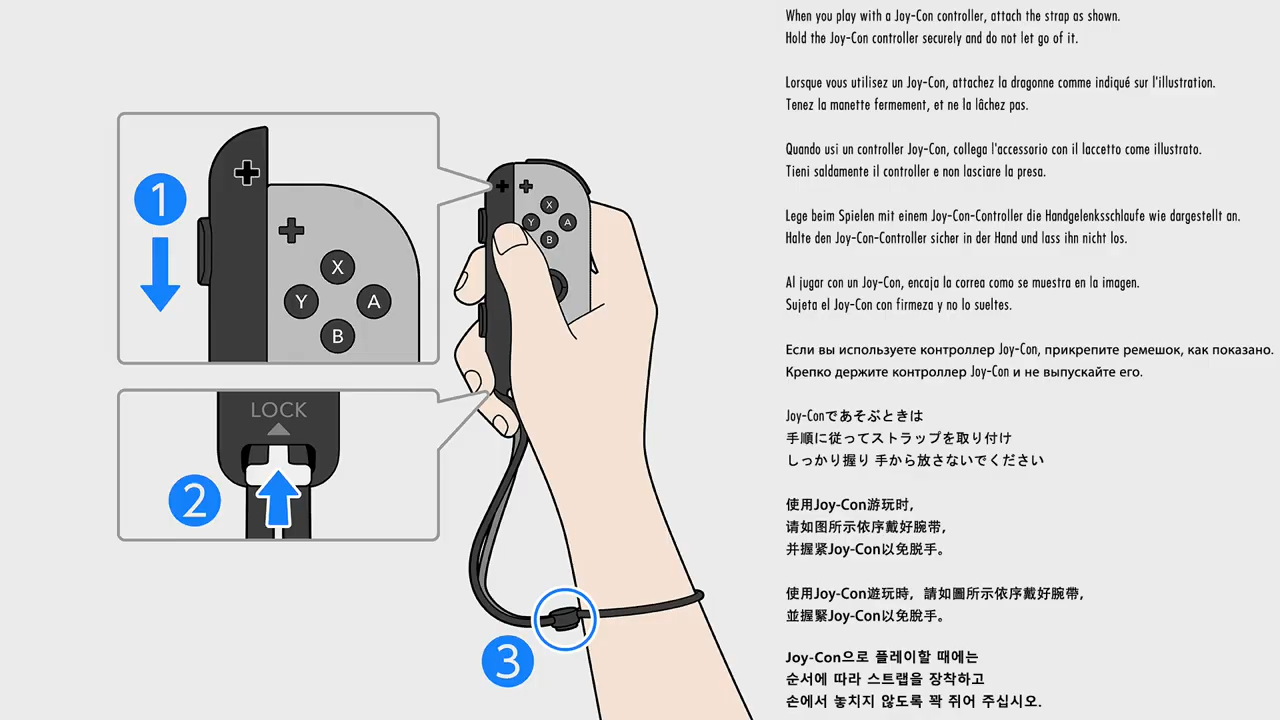 When you play with a Joy-Con controller, attach the strap as shown.
Hold the Joy-Con controller securely and do not let go of it.
Lorsque vous utilisez un Joy-Con, attachez la dragonne comme indiqué sur l'illustration.
Tenez la manette fermement, et ne la lâchez pas.
Quando usi un controller Joy-Con, collega l'accessorio con il laccetto come illustrato.
Tieni saldamente il controller e non lasciare la presa.
Lege beim Spielen mit einem Joy-Con-Controller die Handgelenksschlaufe wie dargestellt an.
Halte den Joy-Con-Controller sicher in der Hand und lass ihn nicht los.
Al jugar con un Joy-Con, encaja la correa como se muestra en la imagen.
Sujeta el Joy-Con con firmeza y no lo sueltes.
Если вы используете контроллер Joy-Con, прикрепите ремешок, как показано.
Крепко держите контроллер Joy-Con и не выпускайте его.
Joy-Conであそぶときは
手順に従ってストラップを取り付け
しっかり握り 手から放さないでください
使用Joy-Con游玩时,
请如图所示依序戴好腕带,
并握紧Joy-Con以免脱手。
使用Joy-Con遊玩時, 請如圖所示依序戴好腕帶,
並握緊Joy-Con以免脫手。
Joy-Con으로 플레이할 때에는
순서에 따라 스트랩을 장착하고
손에서 놓치지 않도록 꽉 쥐어 주십시오.
1
X
Y
A
B
X
Y
A
B
LOCK
2
3